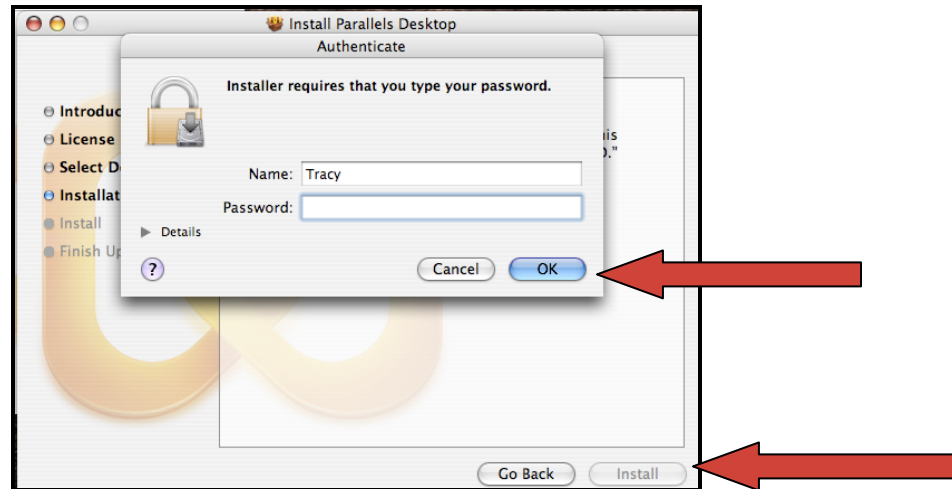 Install Parallels Desktop
Authenticate
Installer requires that you type your password.
Name: Tracy
Password:
Details
?
Cancel OK
Introduc
License
Select D
Installat
Install
Finish Up
."
Go Back Install